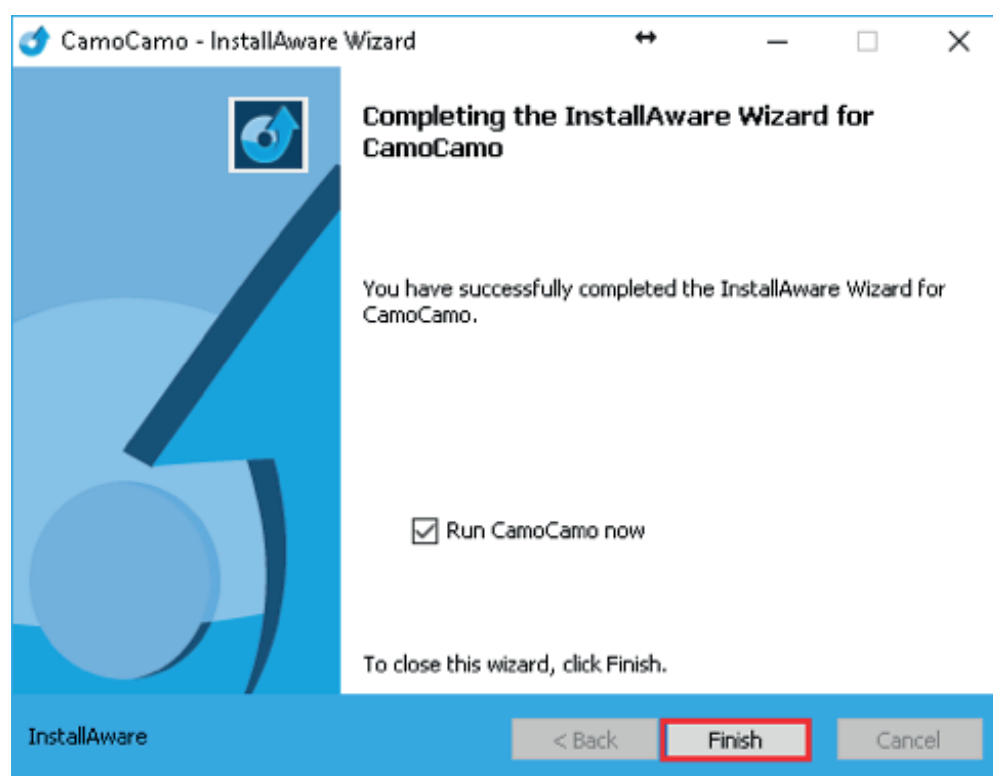 CamoCamo - InstallAware Wizard
Completing the InstallAware Wizard for
CamoCamo
You have successfully completed the InstallAware Wizard for
CamoCamo.
Run CamoCamo now
To close this wizard, click Finish.
InstallAware
< Back
Finish
Cancel